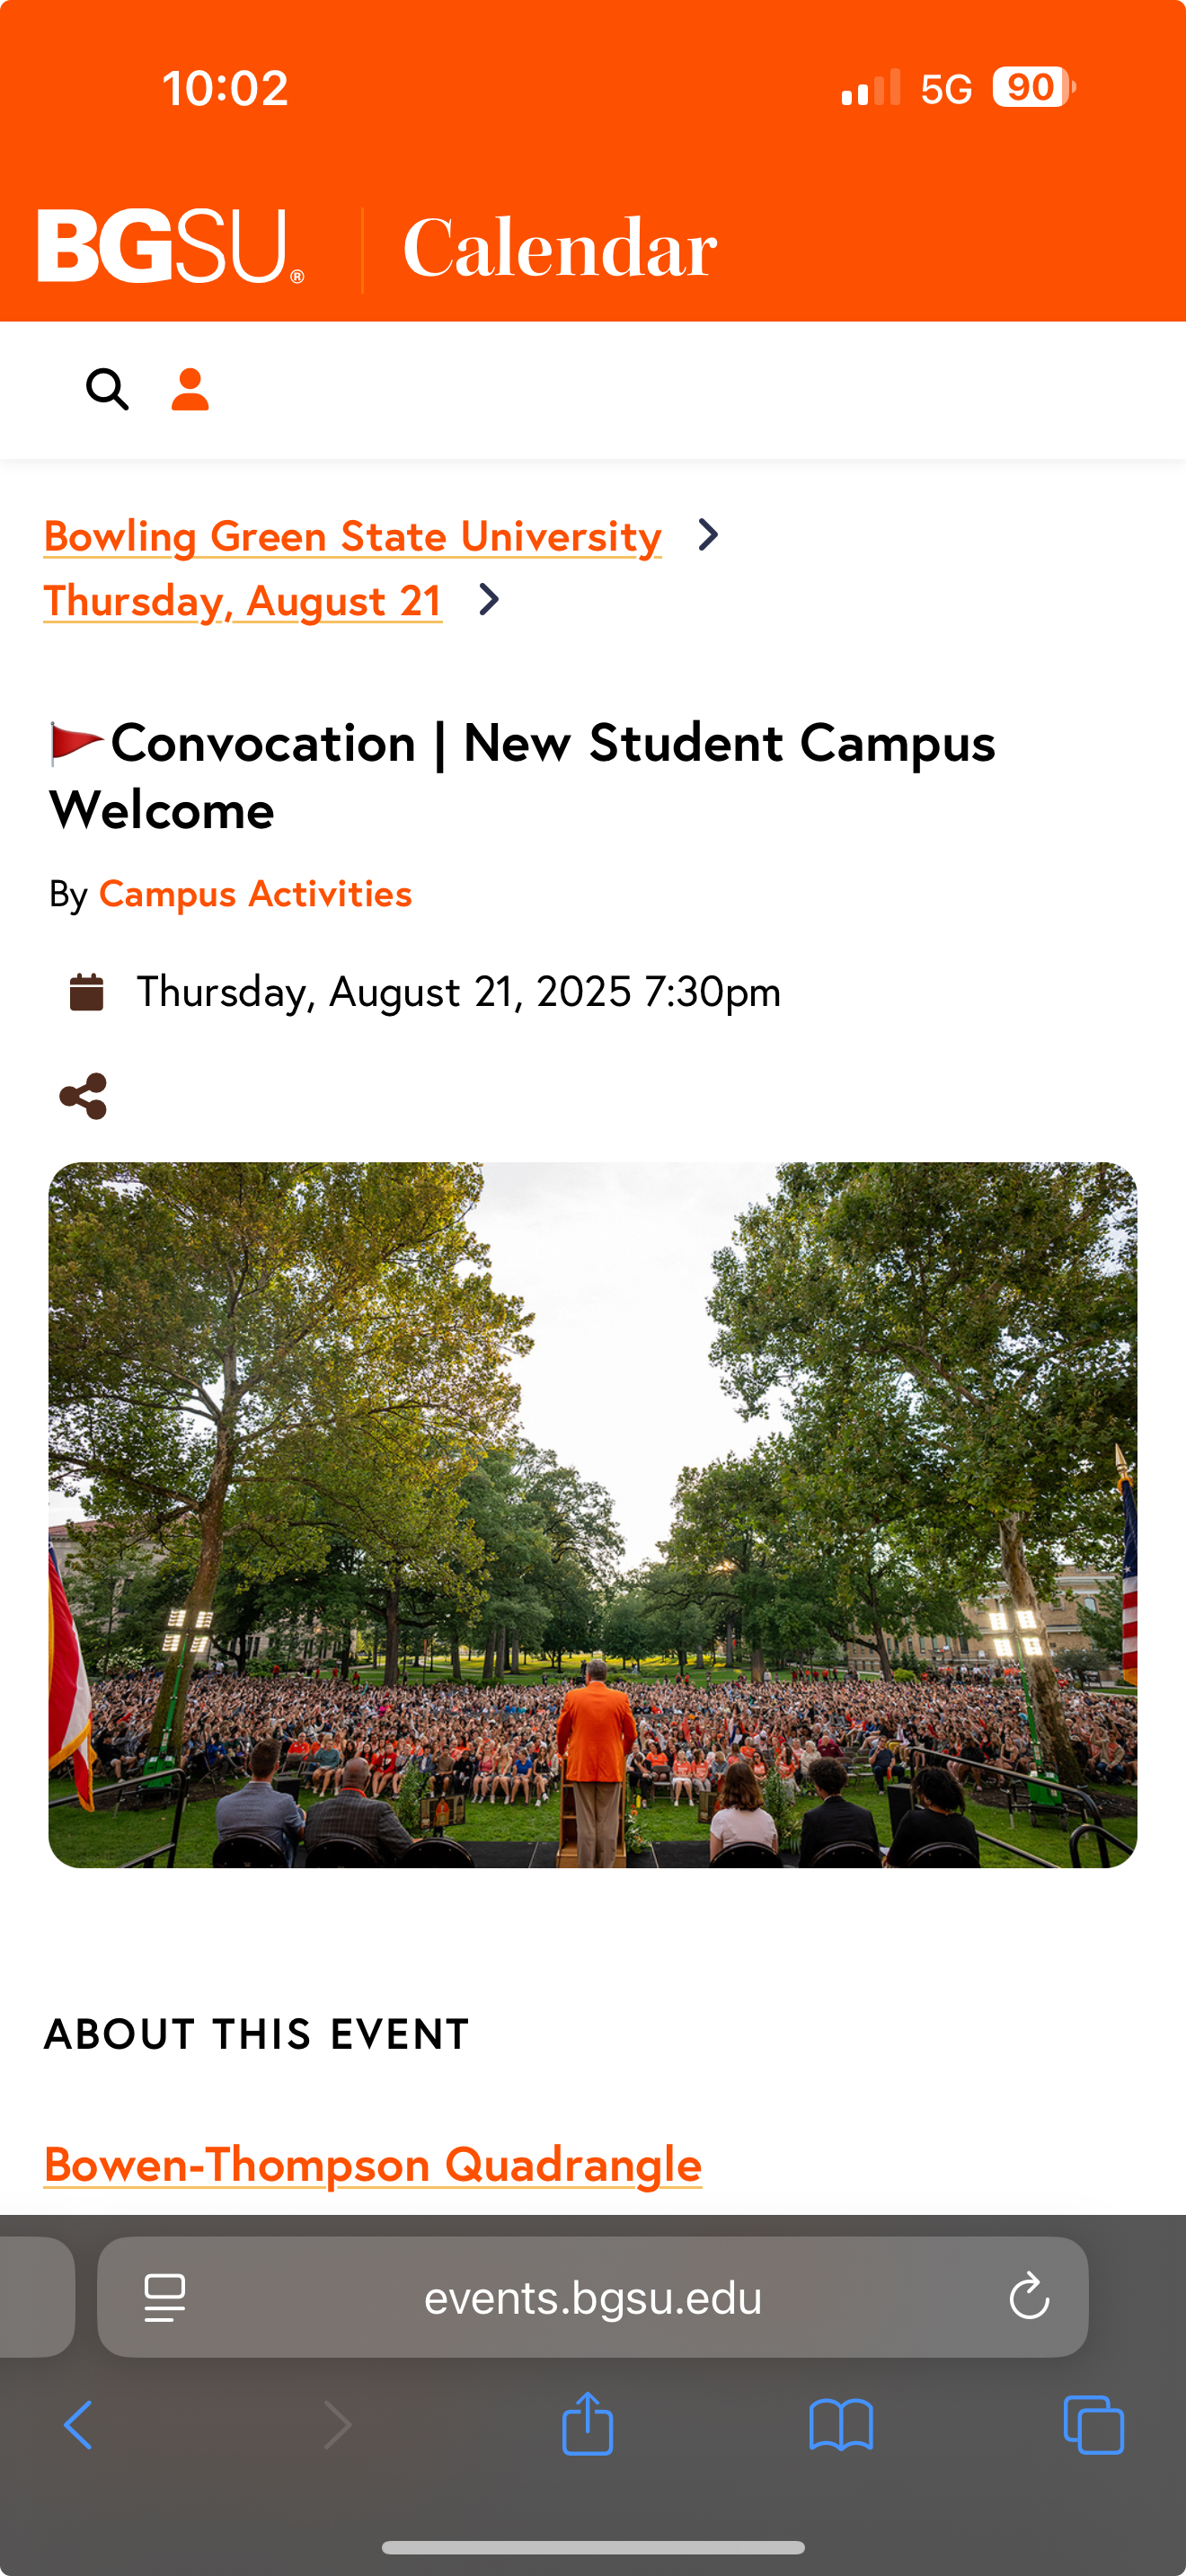 10:02
5G 90
BGSU® Calendar
Bowling Green State University
Thursday, August 21
Convocation | New Student Campus
Welcome
By Campus Activities
Thursday, August 21, 2025 7:30pm
ABOUT THIS EVENT
Bowen-Thompson Quadrangle
events.bgsu.edu